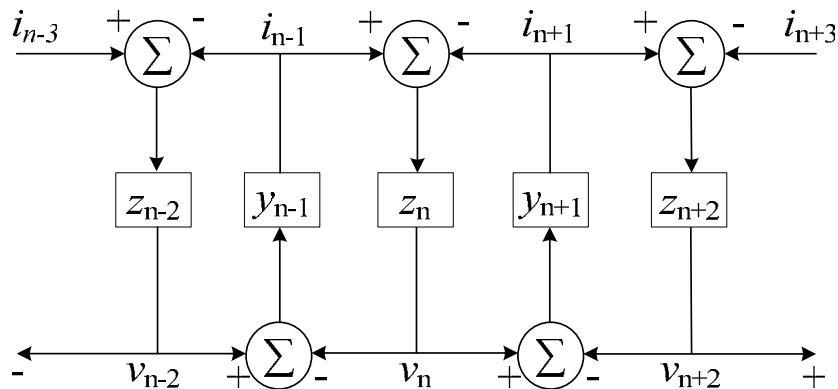 i_{n-3} + - i_{n-1} + - i_{n+1} + - i_{n+3}
Σ Σ Σ
z_{n-2} y_{n-1} z_n y_{n+1} z_{n+2}
Σ Σ
- v_{n-2} + - v_n + - v_{n+2} +